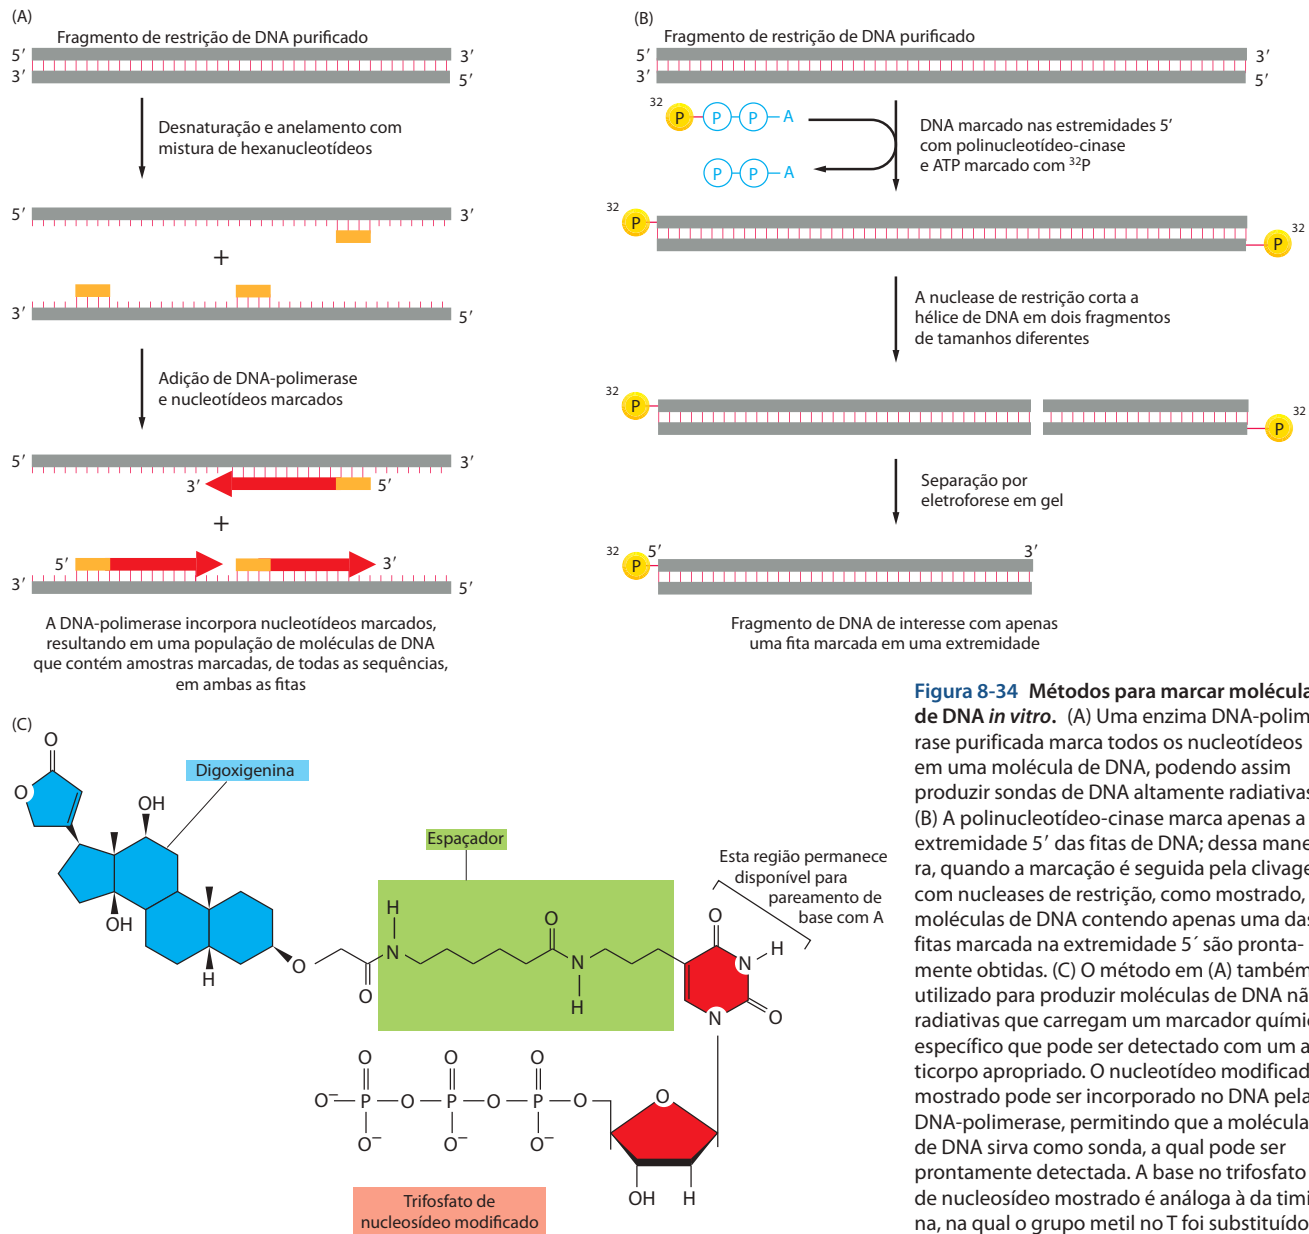 (A)
Fragmento de restrição de DNA purificado
5′ 3′
3′ 5′
Desnaturação e anelamento com
mistura de hexanucleotídeos
5′ 3′
+
3′ 5′
Adição de DNA-polimerase
e nucleotídeos marcados
5′ 3′
3′ 5′
+
5′ 3′
3′ 5′
A DNA-polimerase incorpora nucleotídeos marcados,
resultando em uma população de moléculas de DNA
que contém amostras marcadas, de todas as sequências,
em ambas as fitas
(B)
Fragmento de restrição de DNA purificado
5′ 3′
3′ 5′
32 P P P A
P P A
DNA marcado nas estremidades 5′
com polinucleotídeo-cinase
e ATP marcado com 32P
32 P
P 32
A nuclease de restrição corta a
hélice de DNA em dois fragmentos
de tamanhos diferentes
32 P
P 32
Separação por
eletroforese em gel
32 P 5′ 3′
Fragmento de DNA de interesse com apenas
uma fita marcada em uma extremidade
(C)
O
O
Digoxigenina
OH
OH
H
O
O
Espaçador
H
N
O
N
H
Esta região permanece
disponível para
pareamento de
base com A
O
N H
N O
O O O
O– P O P O P O
O– O– O–
O
OH H
Trifosfato de
nucleosídeo modificado
Figura 8-34 Métodos para marcar
de DNA in vitro. (A) Uma enzima
purificada marca todos os nucleotídeos
em uma molécula de DNA, podendo assim
produzir sondas de DNA altamente
(B) A polinucleotídeo-cinase marca apenas a
extremidade 5′ das fitas de DNA; dessa
quando a marcação é seguida pela
com nucleases de restrição, como mostrado,
moléculas de DNA contendo apenas uma das
fitas marcada na extremidade 5´ são pronta-
mente obtidas. (C) O método em (A) também
utilizado para produzir moléculas de DNA
radiativas que carregam um marcador
específico que pode ser detectado com um
apropriado. O nucleotídeo
mostrado pode ser incorporado no DNA pela
DNA-polimerase, permitindo que a molécula
de DNA sirva como sonda, a qual pode ser
prontamente detectada. A base no trifosfato
de nucleosídeo mostrado é análoga à da timi-
na, na qual o grupo metil no T foi substituído